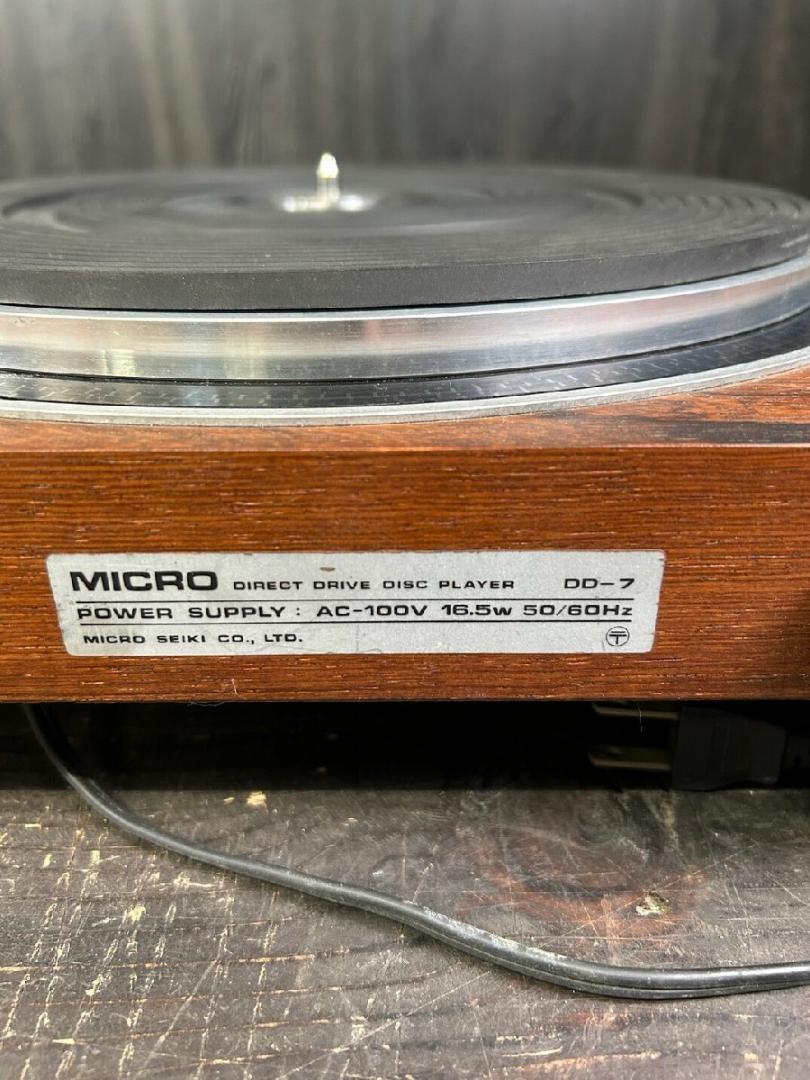 MICRO DIRECT DRIVE DISC PLAYER DD-7
POWER SUPPLY : AC-100V 16.5W 50/60Hz
MICRO SEIKI CO., LTD. 〒